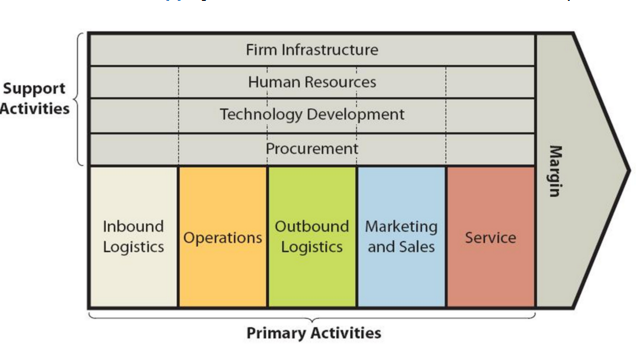 Firm Infrastructure
Human Resources
Technology Development
Procurement
Support
Activities
Inbound
Logistics
Operations
Outbound
Logistics
Marketing
and Sales
Service
Margin
Primary Activities